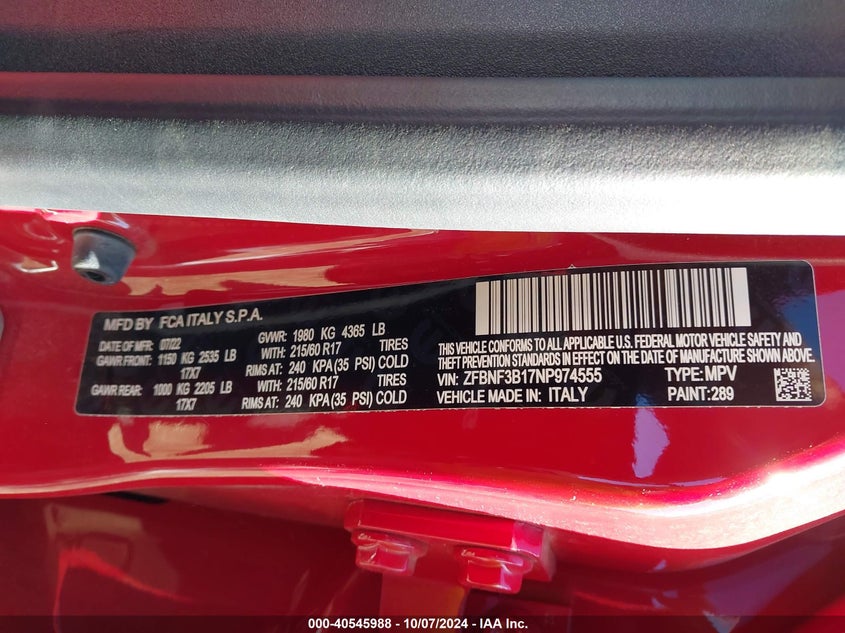 MFD BY FCA ITALY S.P.A.
DATE OF MFR: 07/22 GVWR: 1980 KG 4365 LB
GAWR FRONT: 1150 KG 2535 LB WITH: 215/60 R17 TIRES
17X7 RIMS AT: 240 KPA (35 PSI) COLD
GAWR REAR: 1000 KG 2205 LB WITH: 215/60 R17 TIRES
17X7 RIMS AT: 240 KPA (35 PSI) COLD
THIS VEHICLE CONFORMS TO ALL APPLICABLE U.S. FEDERAL MOTOR VEHICLE SAFETY AND
THEFT PREVENTION STANDARDS IN EFFECT ON THE DATE OF MANUFACTURE SHOWN ABOVE.
VIN: ZFBNF3B17NP974555 TYPE: MPV
VEHICLE MADE IN: ITALY PAINT: 289
000-40545988 - 10/07/2024 - IAA Inc.